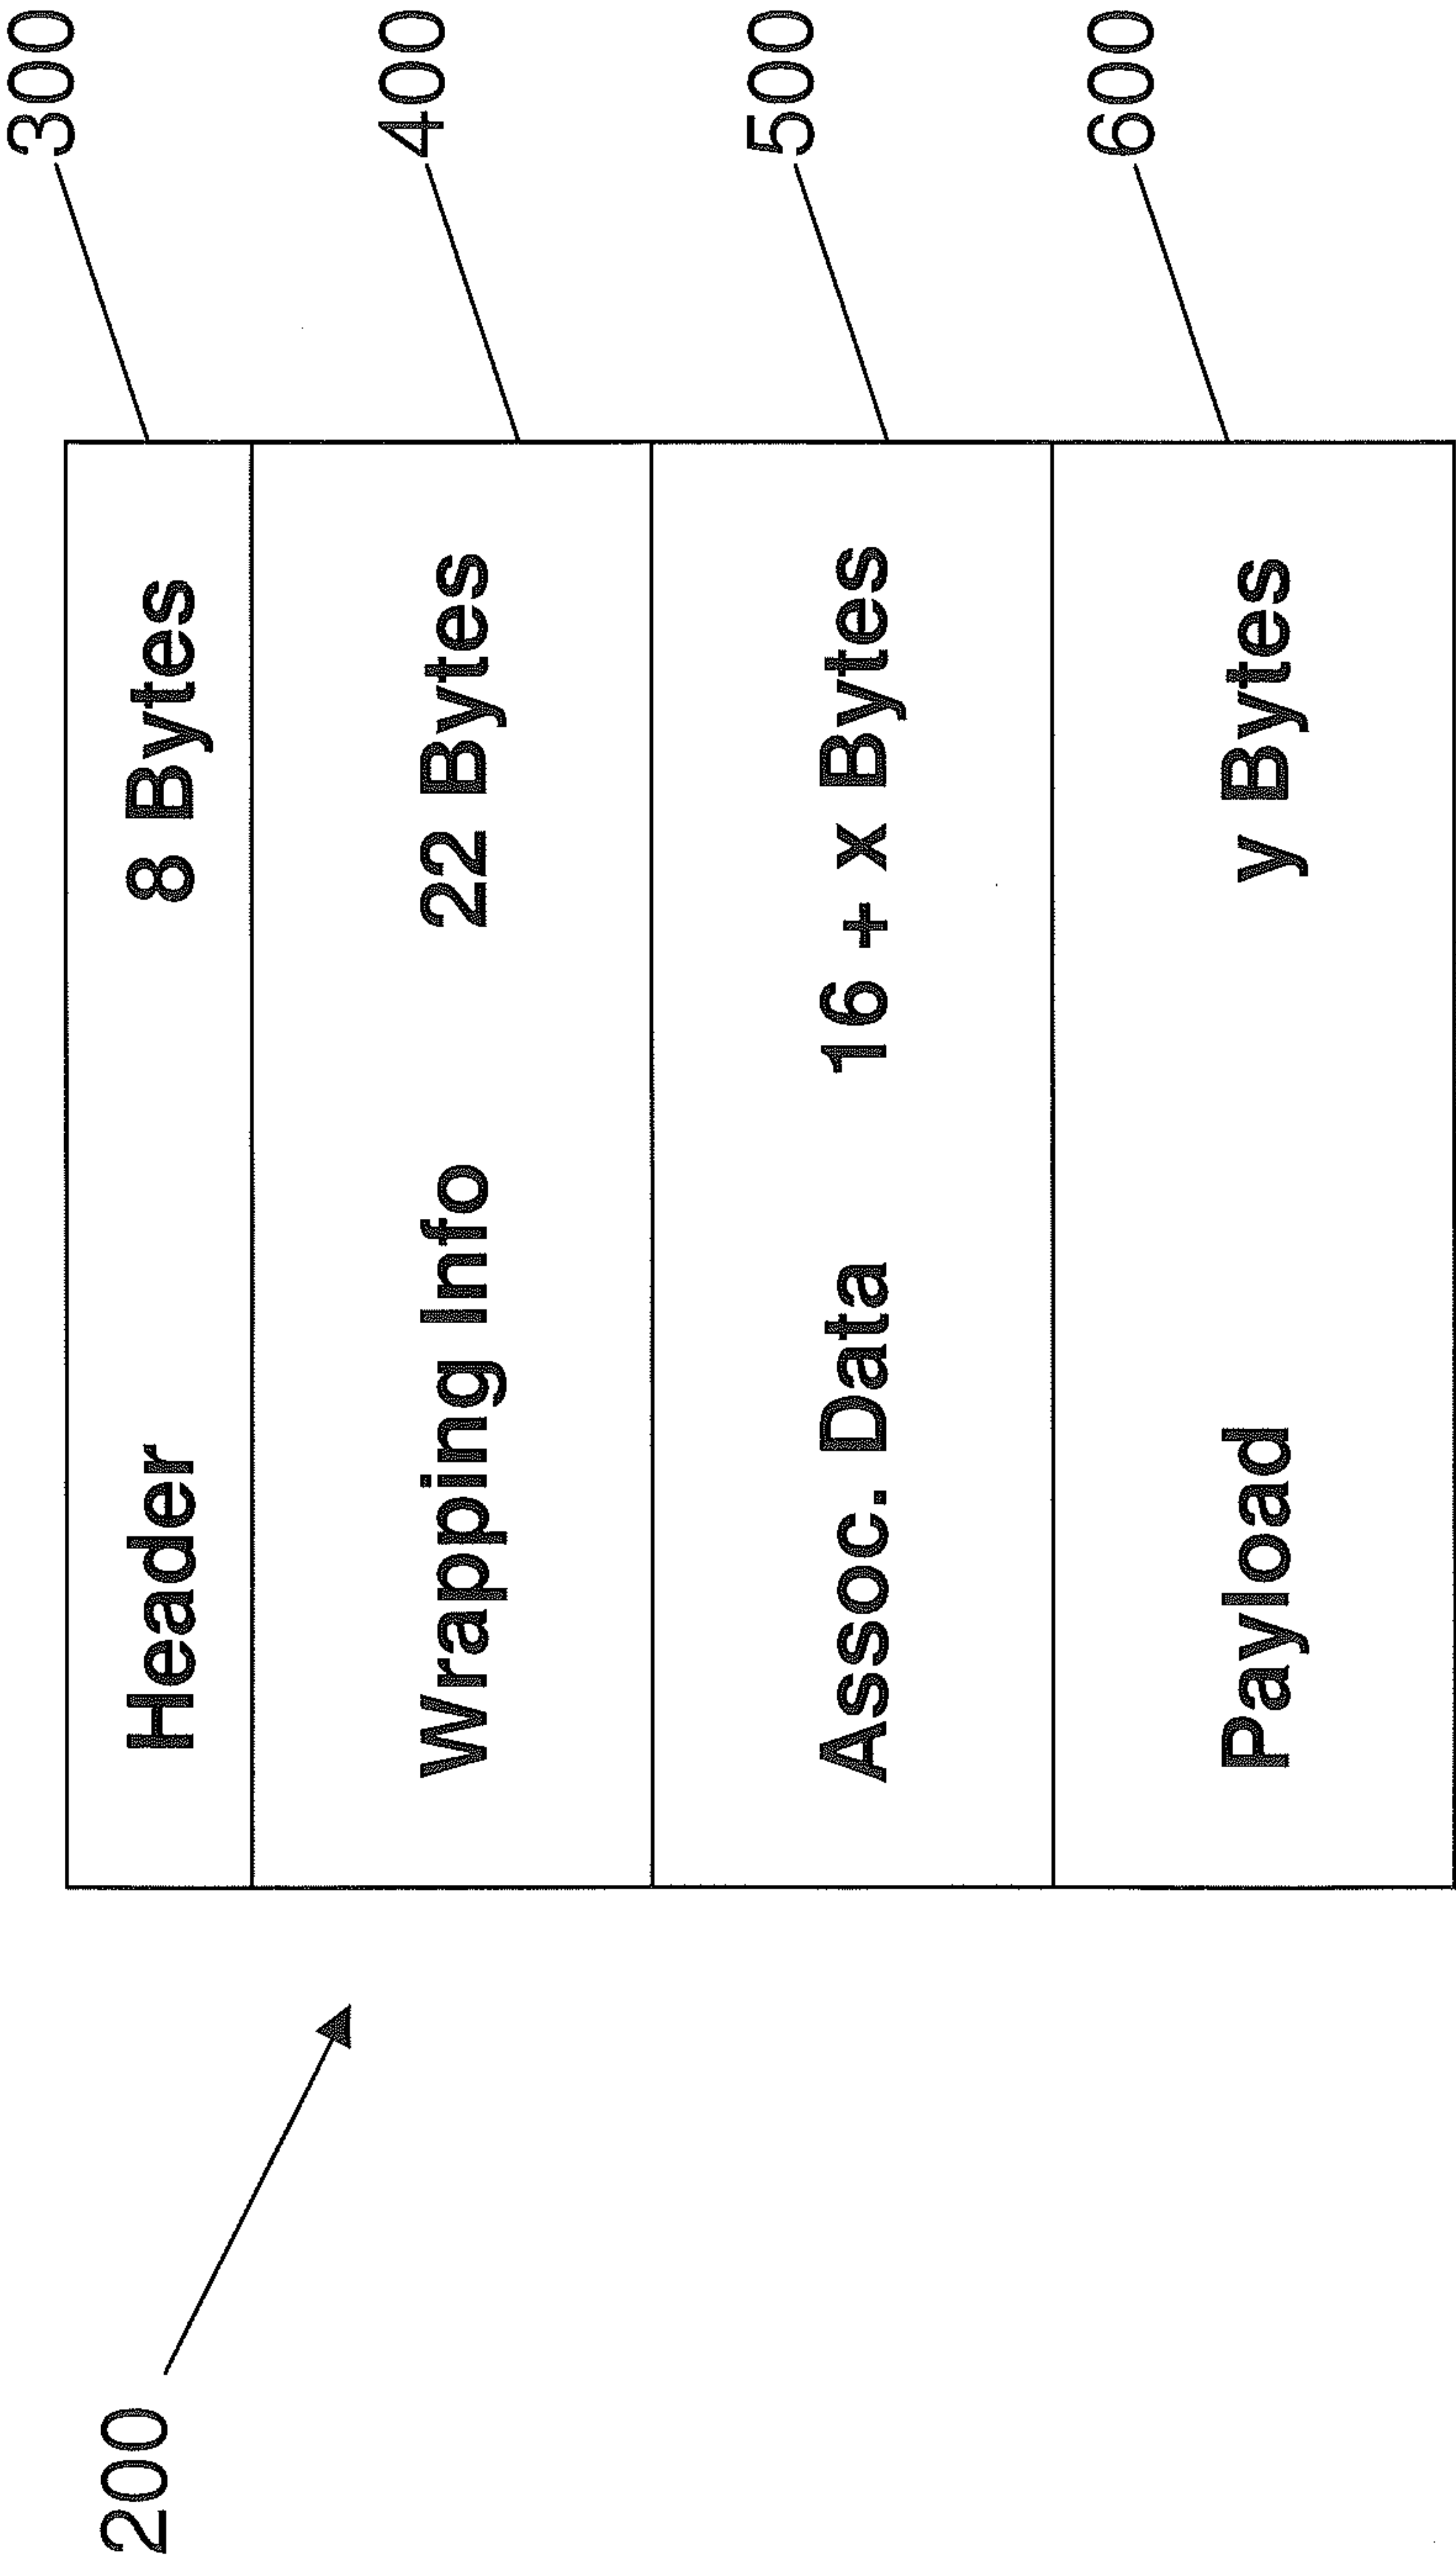 300
Header 8 Bytes
400
Wrapping Info 22 Bytes
500
Assoc. Data 16 + x Bytes
600
Payload y Bytes
200